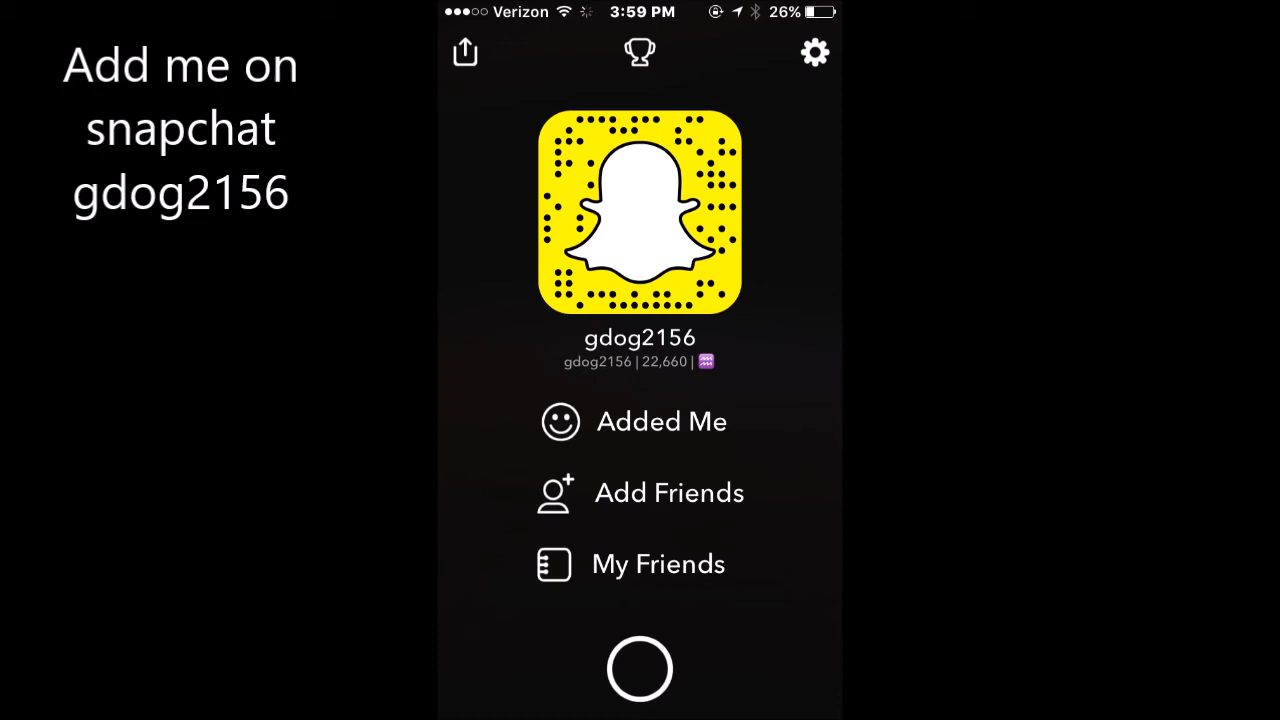 Add me on
snapchat
gdog2156
Verizon 3:59 PM 26%
gdog2156
gdog2156 | 22,660 | ♒
Added Me
Add Friends
My Friends